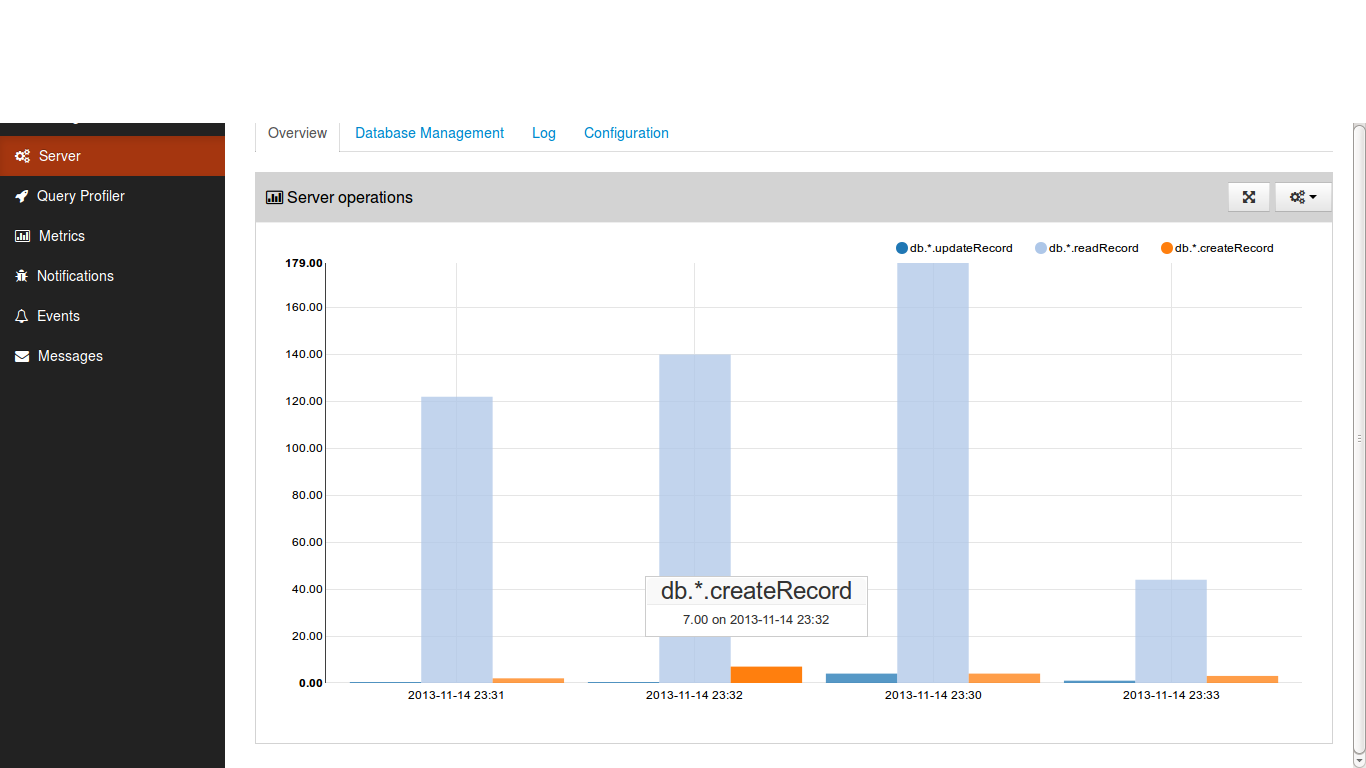 Overview Database Management Log Configuration
Server
Query Profiler
Metrics
Notifications
Events
Messages
Server operations
db.*.updateRecord db.*.readRecord db.*.createRecord
179.00
160.00
140.00
120.00
100.00
80.00
60.00
40.00
20.00
0.00
db.*.createRecord
7.00 on 2013-11-14 23:32
2013-11-14 23:31 2013-11-14 23:32 2013-11-14 23:30 2013-11-14 23:33